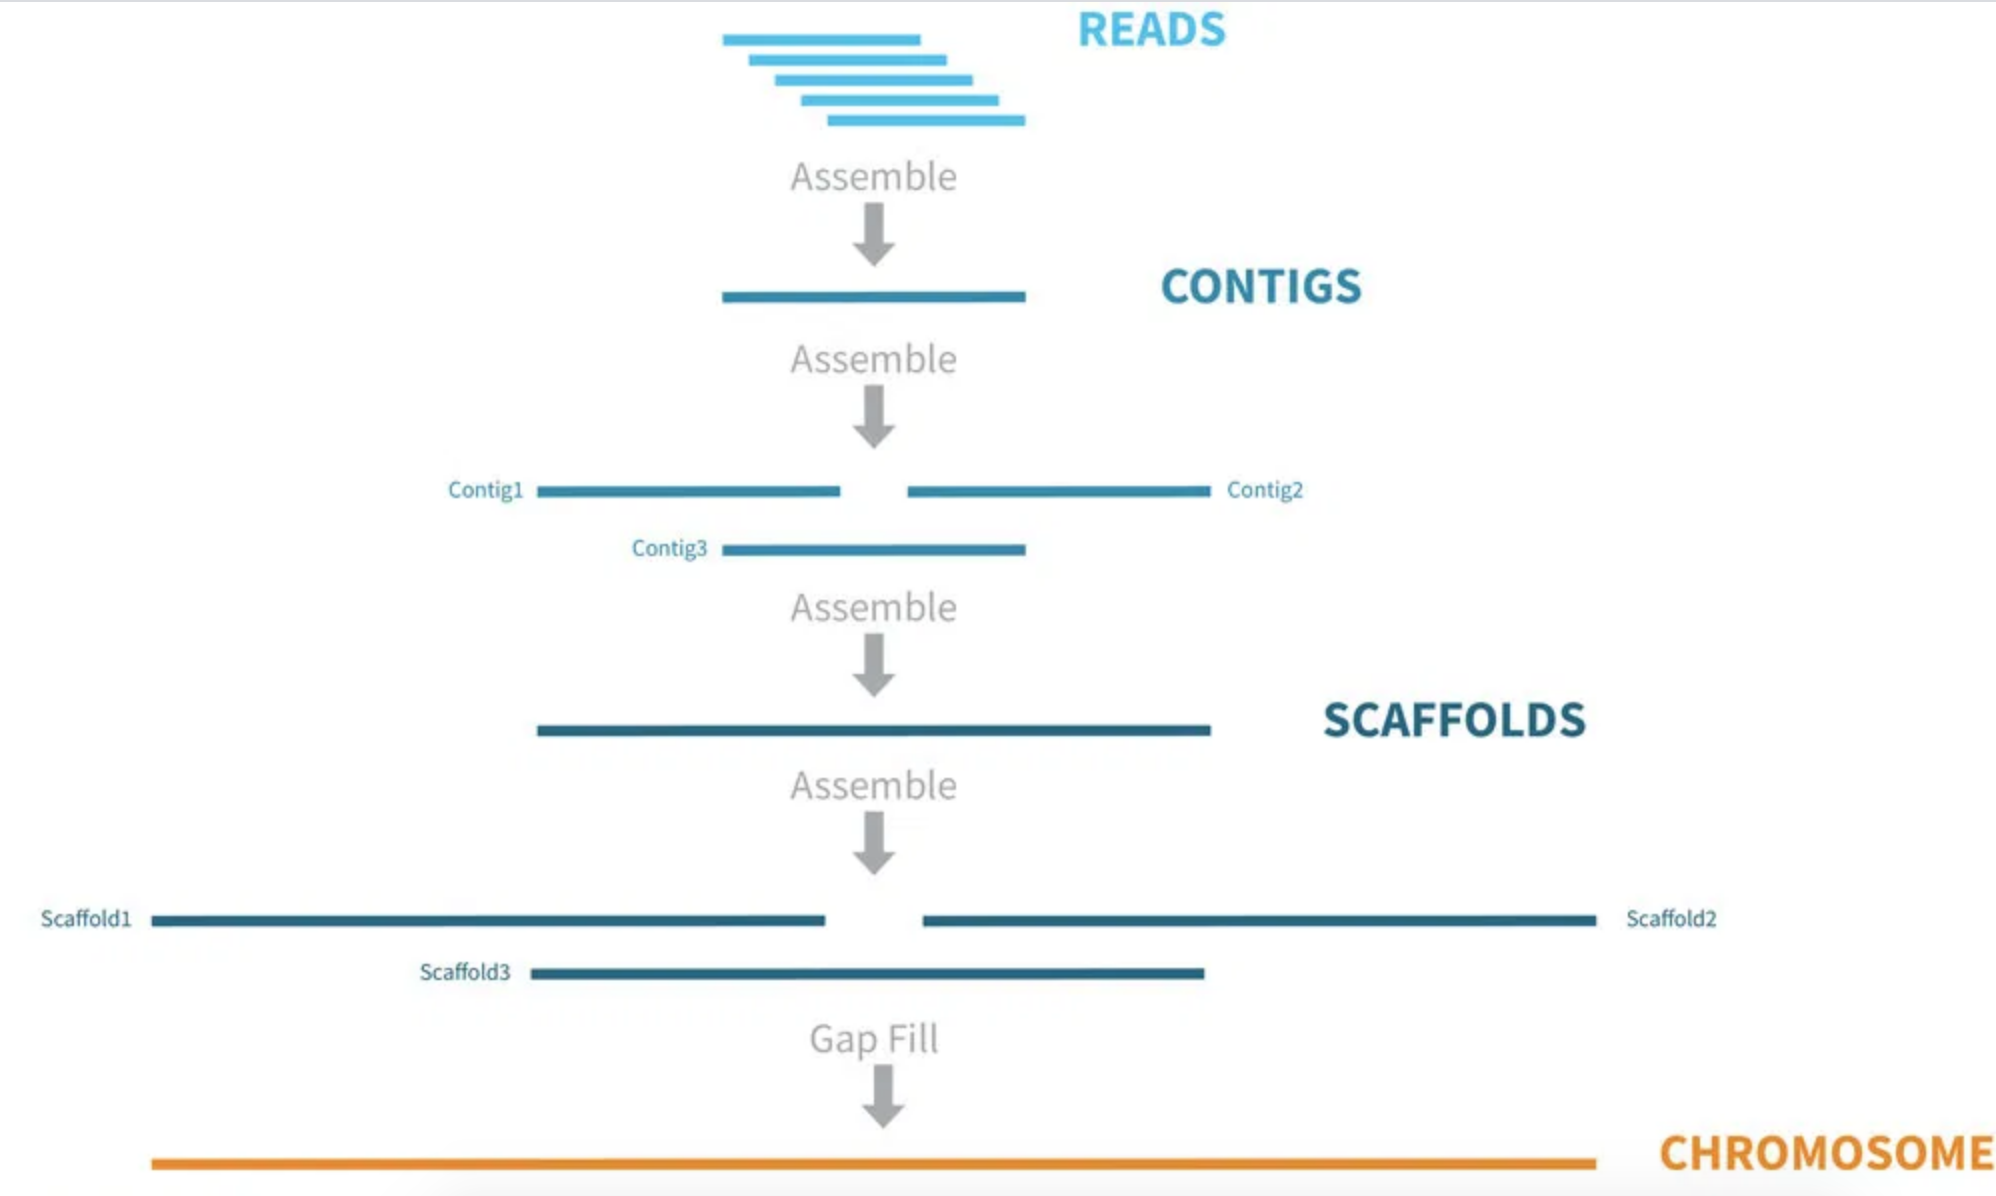 READS
Assemble
CONTIGS
Assemble
Contig1
Contig2
Contig3
Assemble
SCAFFOLDS
Assemble
Scaffold1
Scaffold2
Scaffold3
Gap Fill
CHROMOSOME